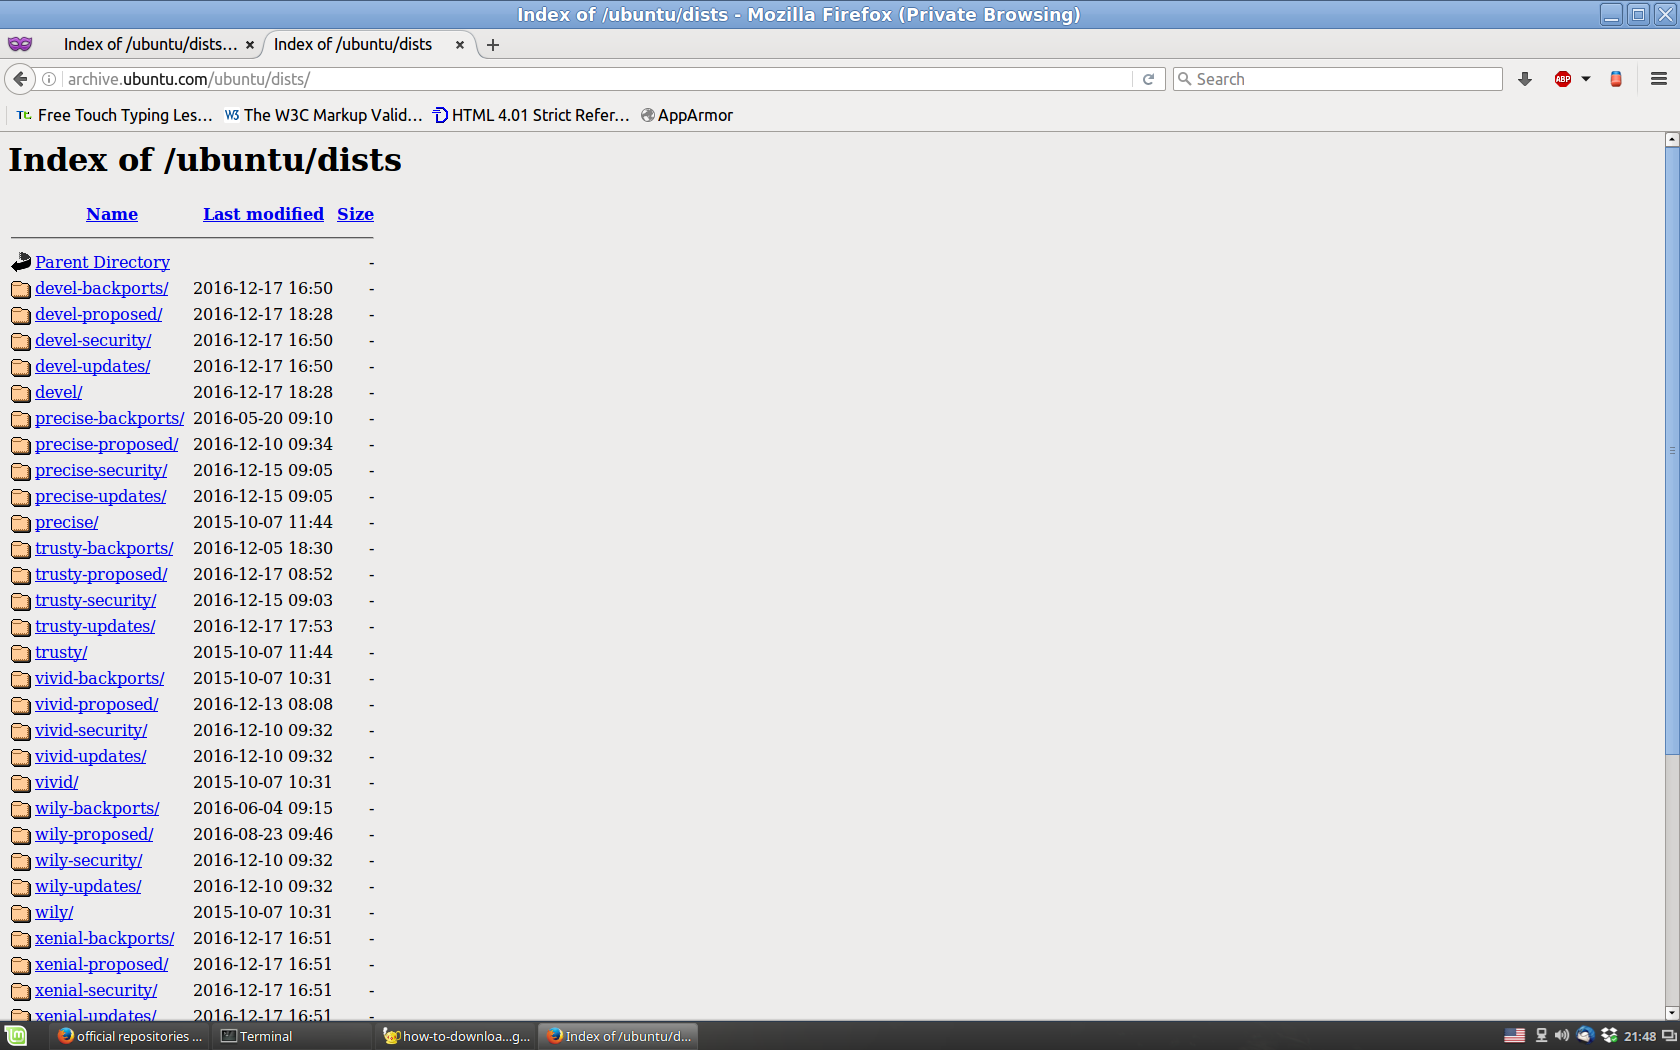 Index of /ubuntu/dists - Mozilla Firefox (Private Browsing)
Index of /ubuntu/dists... × Index of /ubuntu/dists × +
archive.ubuntu.com/ubuntu/dists/ Search ABP
Tc Free Touch Typing Les... W3 The W3C Markup Valid... HTML 4.01 Strict Refer... AppArmor
Index of /ubuntu/dists
Name Last modified Size
Parent Directory -
devel-backports/ 2016-12-17 16:50 -
devel-proposed/ 2016-12-17 18:28 -
devel-security/ 2016-12-17 16:50 -
devel-updates/ 2016-12-17 16:50 -
devel/ 2016-12-17 18:28 -
precise-backports/ 2016-05-20 09:10 -
precise-proposed/ 2016-12-10 09:34 -
precise-security/ 2016-12-15 09:05 -
precise-updates/ 2016-12-15 09:05 -
precise/ 2015-10-07 11:44 -
trusty-backports/ 2016-12-05 18:30 -
trusty-proposed/ 2016-12-17 08:52 -
trusty-security/ 2016-12-15 09:03 -
trusty-updates/ 2016-12-17 17:53 -
trusty/ 2015-10-07 11:44 -
vivid-backports/ 2015-10-07 10:31 -
vivid-proposed/ 2016-12-13 08:08 -
vivid-security/ 2016-12-10 09:32 -
vivid-updates/ 2016-12-10 09:32 -
vivid/ 2015-10-07 10:31 -
wily-backports/ 2016-06-04 09:15 -
wily-proposed/ 2016-08-23 09:46 -
wily-security/ 2016-12-10 09:32 -
wily-updates/ 2016-12-10 09:32 -
wily/ 2015-10-07 10:31 -
xenial-backports/ 2016-12-17 16:51 -
xenial-proposed/ 2016-12-17 16:51 -
xenial-security/ 2016-12-17 16:51 -
xenial-updates/ 2016-12-17 16:51 -
official repositories ... Terminal how-to-downloa...g... Index of /ubuntu/d... 21:48